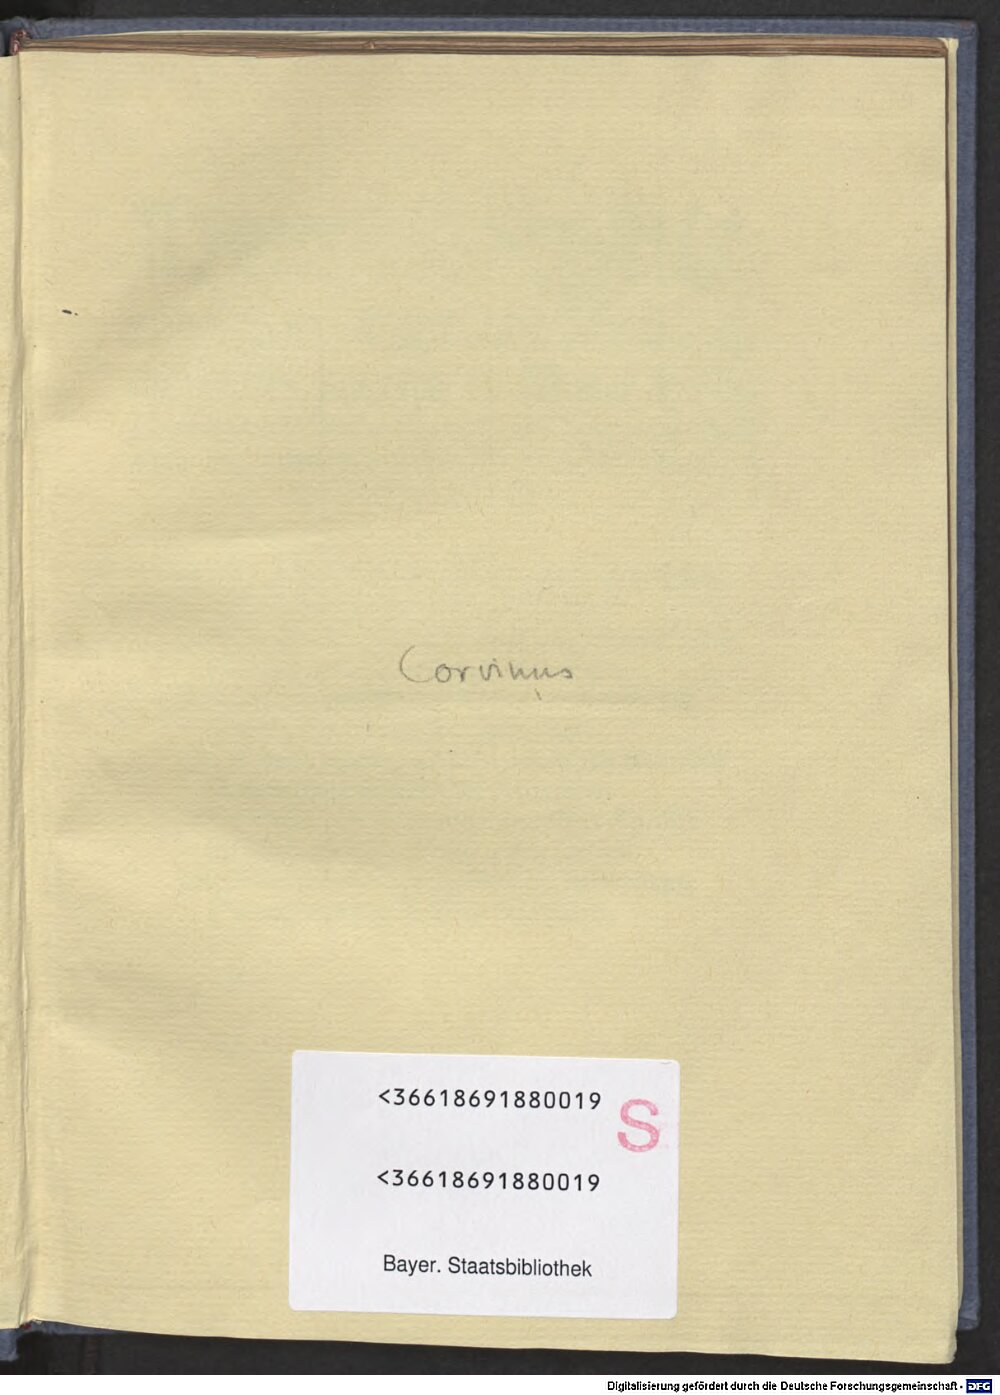 Corvinus
<36618691880019
S
<36618691880019
Bayer. Staatsbibliothek
Digitalisierung gefördert durch die Deutsche Forschungsgemeinschaft - DFG